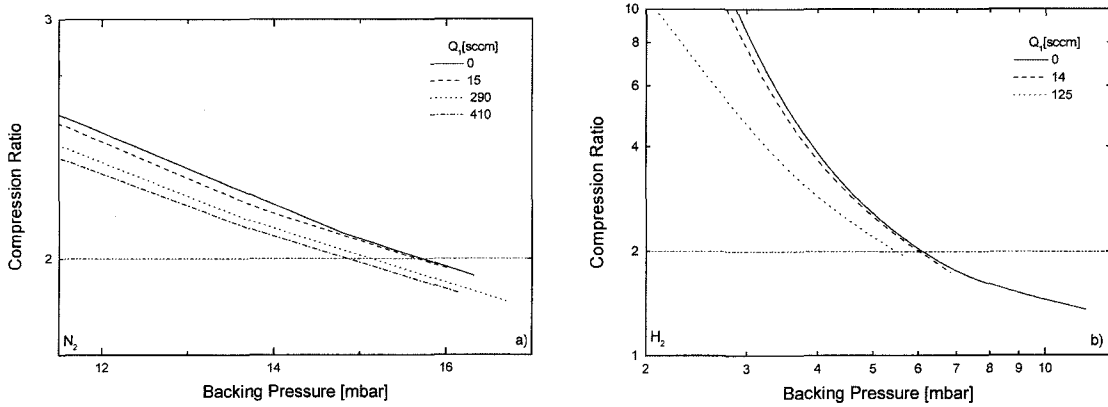 3
Q₁[sccm]
0
15
290
410
Compression Ratio
2
N₂
a)
12
14
16
Backing Pressure [mbar]
10
8
6
4
2
1
Q₁[sccm]
0
14
125
Compression Ratio
H₂
b)
2
3
4
5
6
7
8
9
10
Backing Pressure [mbar]